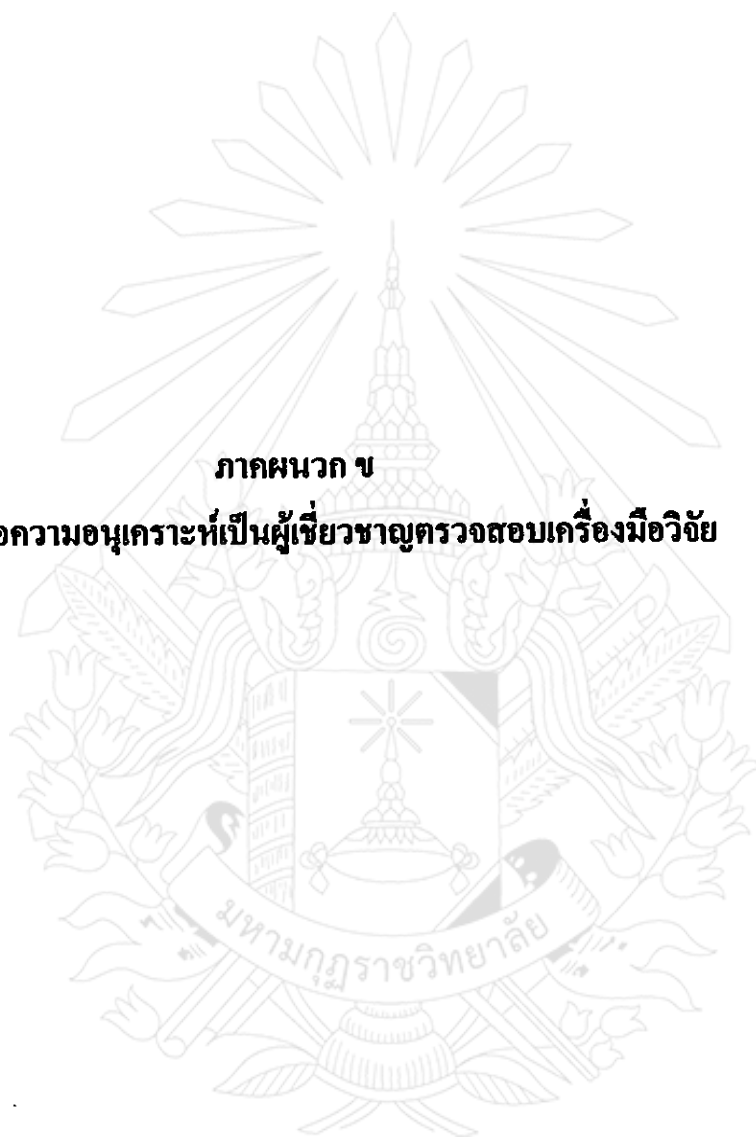 ภาคผนวก ข
อความอนุเคราะห์เป็นผู้เชี่ยวชาญตรวจสอบเครื่องมือวิจัย
มหามกุฏราชวิทยาลัย